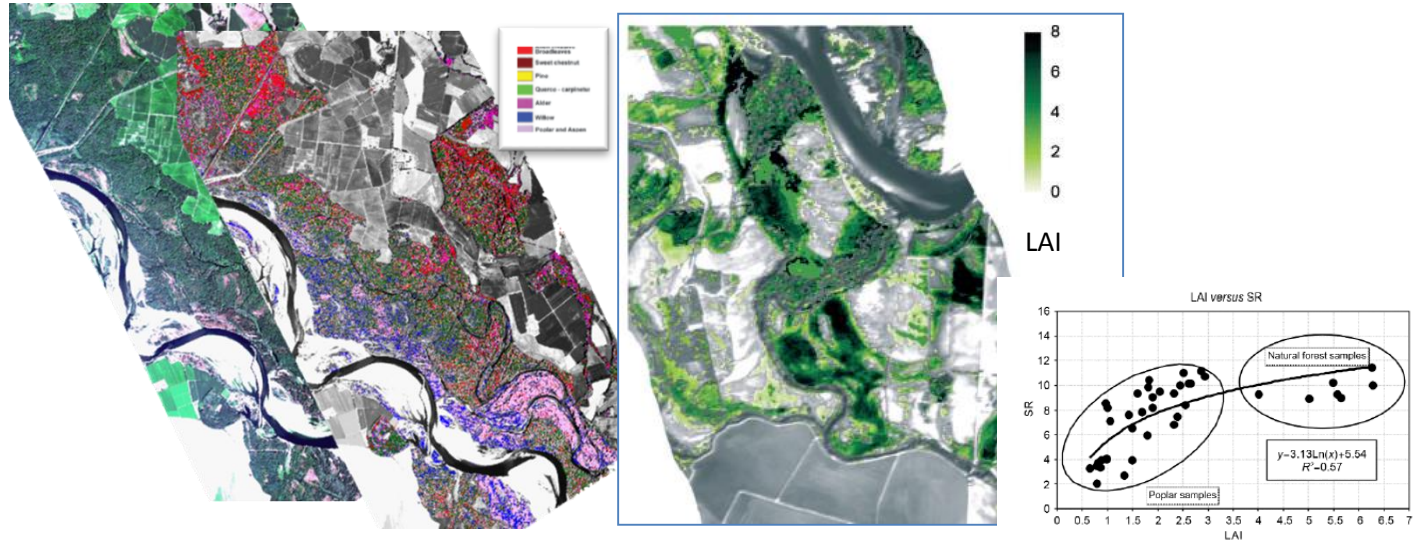 Broadleaves
Sweet chestnut
Pine
Querco - carpinetum
Alder
Willow
Poplar and Aspen
8
6
4
2
0
LAI
LAI versus SR
16
14
12
10
8
6
4
2
0
SR
Natural forest samples
y=3.13Ln(x)+5.54
R²=0.57
Poplar samples
0 0.5 1 1.5 2 2.5 3 3.5 4 4.5 5 5.5 6 6.5 7
LAI